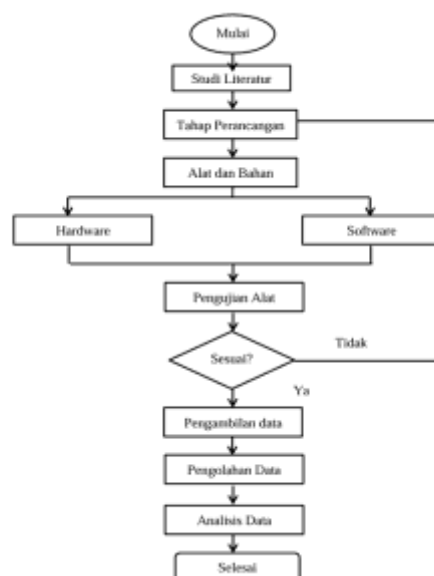 Mulai
Studi Literatur
Tahap Perancangan
Alat dan Bahan
Hardware
Software
Pengujian Alat
Sesuai?
Tidak
Ya
Pengambilan data
Pengolahan Data
Analisis Data
Selesai